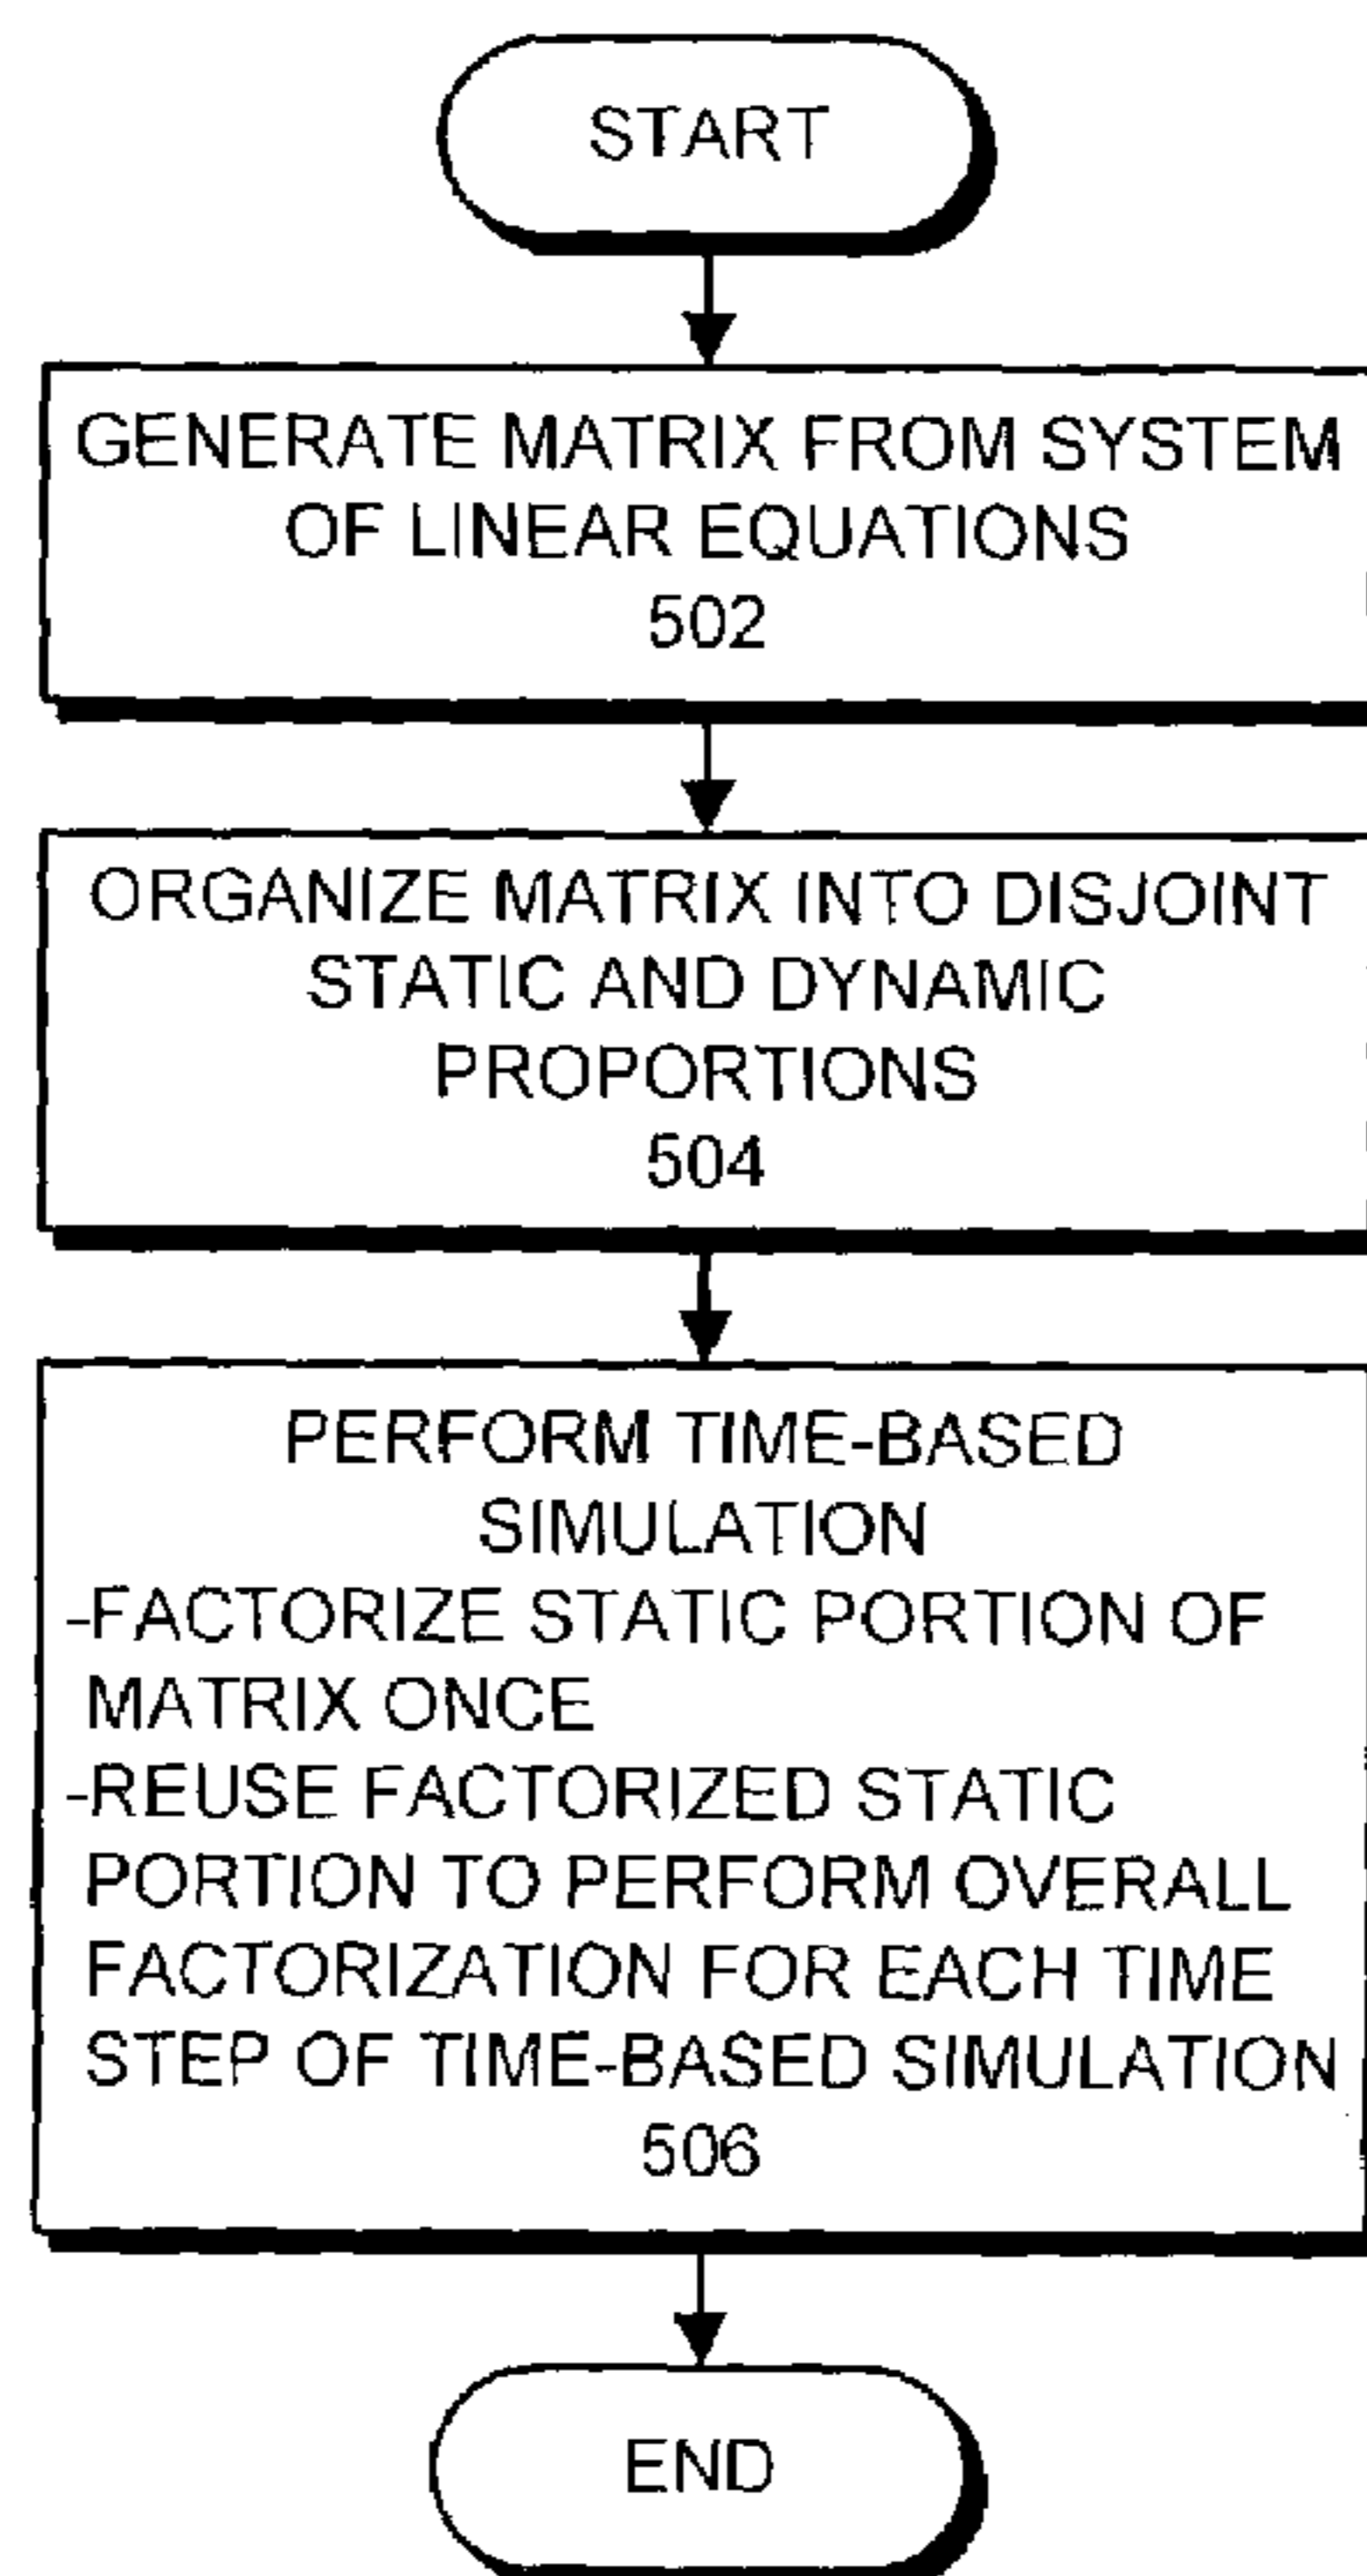 START
GENERATE MATRIX FROM SYSTEM
OF LINEAR EQUATIONS
502
ORGANIZE MATRIX INTO DISJOINT
STATIC AND DYNAMIC
PROPORTIONS
504
PERFORM TIME-BASED
SIMULATION
-FACTORIZE STATIC PORTION OF
MATRIX ONCE
-REUSE FACTORIZED STATIC
PORTION TO PERFORM OVERALL
FACTORIZATION FOR EACH TIME
STEP OF TIME-BASED SIMULATION
506
END